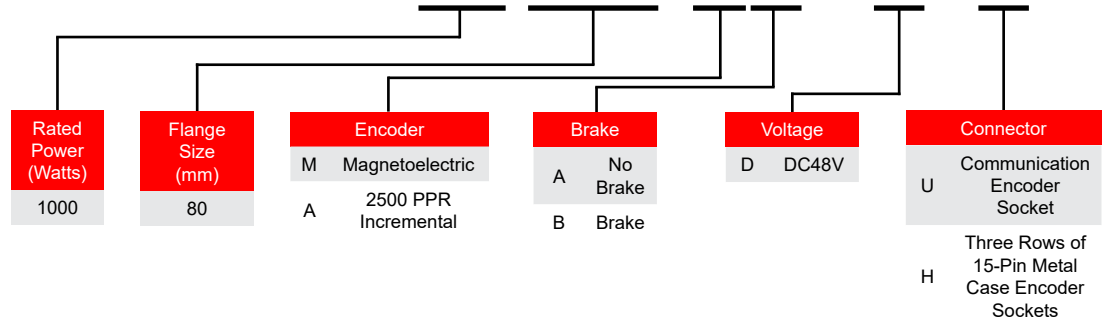 Rated
Power
(Watts)
1000
Flange
Size
(mm)
80
Encoder
M Magnetoelectric
A 2500 PPR
Incremental
Brake
A No
Brake
B Brake
Voltage
D DC48V
Connector
U Communication
Encoder
Socket
H Three Rows of
15-Pin Metal
Case Encoder
Sockets